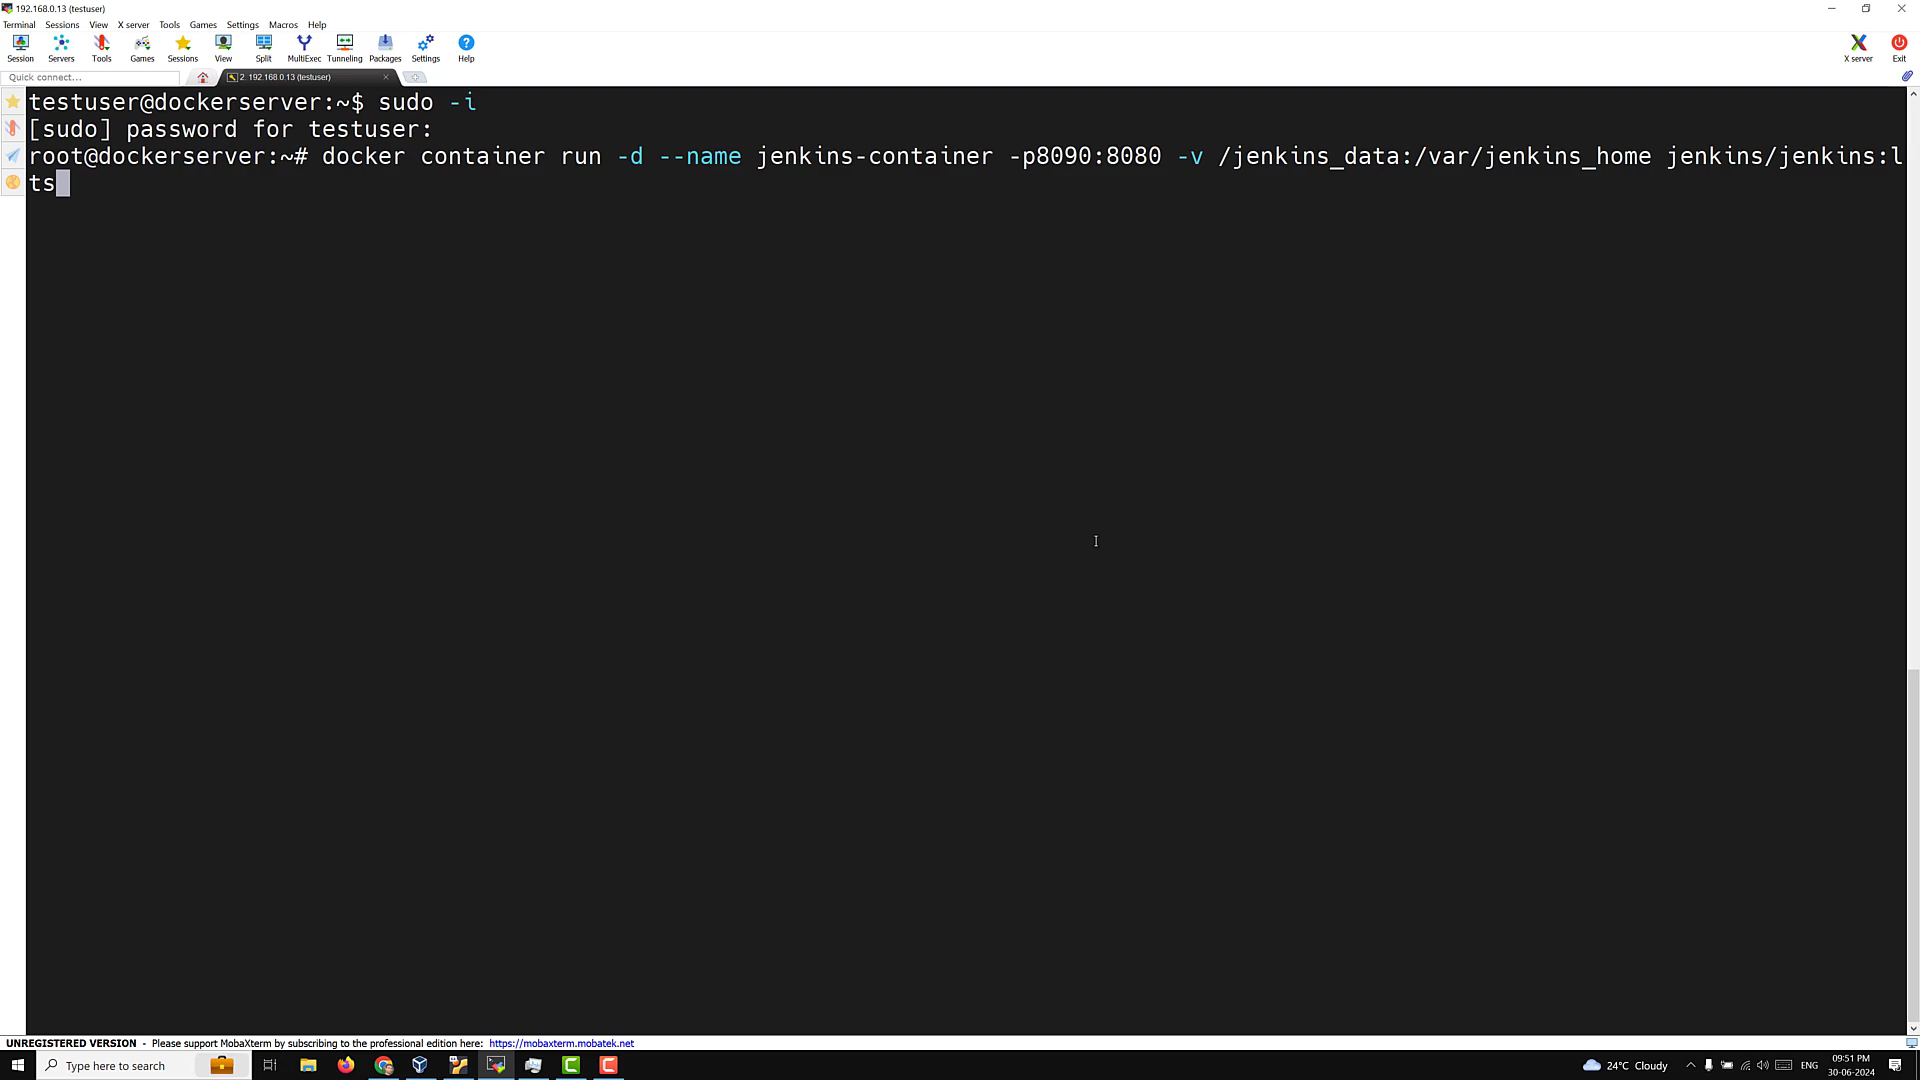 192.168.0.13 (testuser)
Terminal Sessions View X server Tools Games Settings Macros Help
Session Servers Tools Games Sessions View Split MultiExec Tunneling Packages Settings Help X server Exit
Quick connect... 2. 192.168.0.13 (testuser)
testuser@dockerserver:~$ sudo -i
[sudo] password for testuser:
root@dockerserver:~# docker container run -d --name jenkins-container -p8090:8080 -v /jenkins_data:/var/jenkins_home jenkins/jenkins:l
ts
UNREGISTERED VERSION - Please support MobaXterm by subscribing to the professional edition here: https://mobaxterm.mobatek.net
Type here to search 24°C Cloudy ENG 09:51 PM
30-06-2024